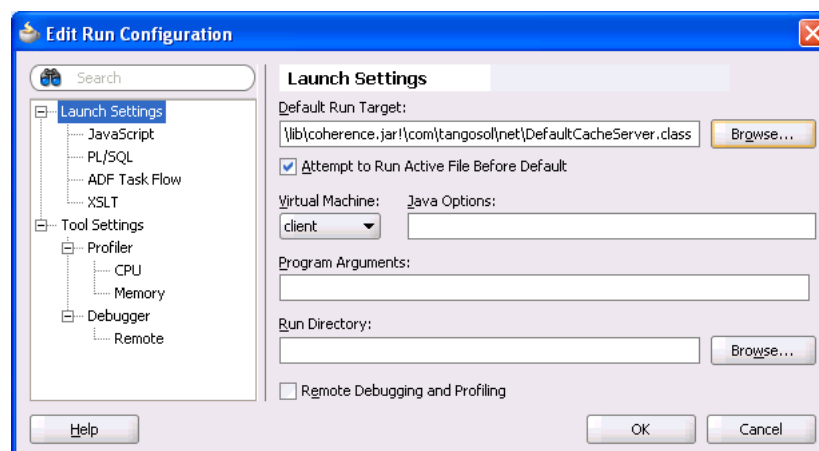 Edit Run Configuration
Search
Launch Settings
JavaScript
PL/SQL
ADF Task Flow
XSLT
Tool Settings
Profiler
CPU
Memory
Debugger
Remote
Launch Settings
Default Run Target:
\lib\coherence.jar!\com\tangosol\net\DefaultCacheServer.class Browse...
Attempt to Run Active File Before Default
Virtual Machine: Java Options:
client
Program Arguments:
Run Directory:
Browse...
Remote Debugging and Profiling
Help OK Cancel